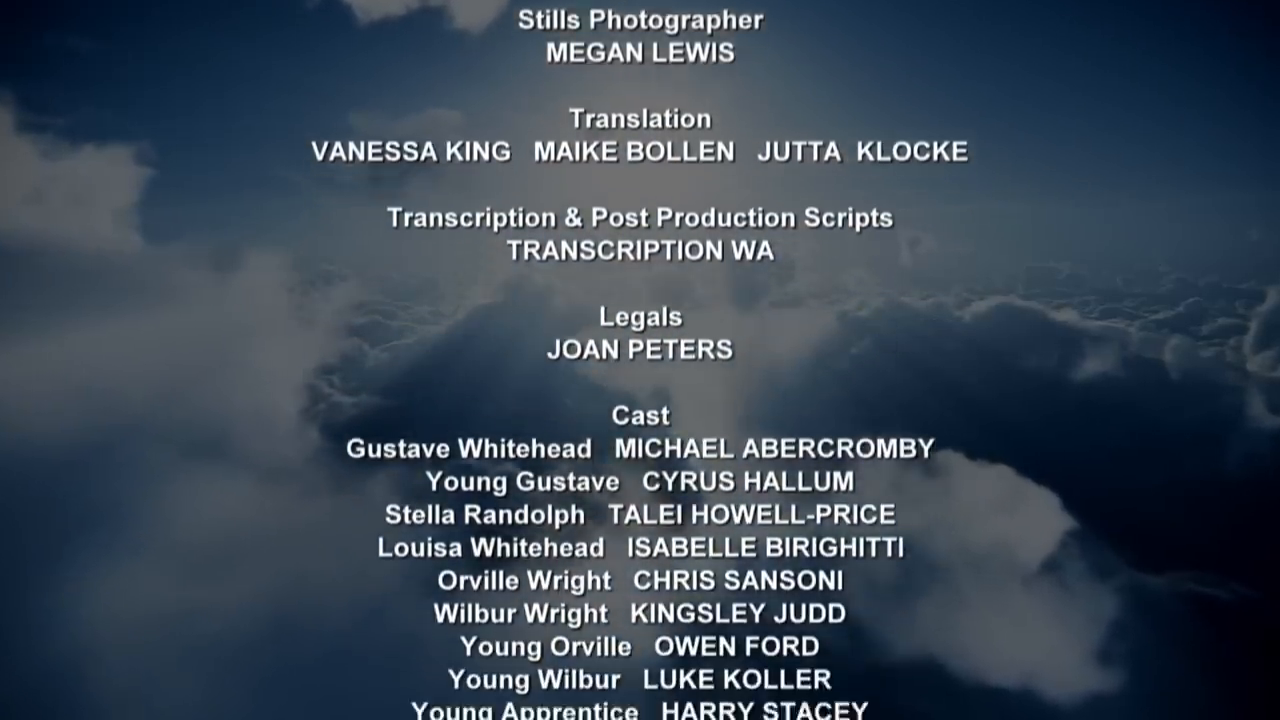 Stills Photographer
MEGAN LEWIS
Translation
VANESSA KING MAIKE BOLLEN JUTTA KLOCKE
Transcription & Post Production Scripts
TRANSCRIPTION WA
Legals
JOAN PETERS
Cast
Gustave Whitehead MICHAEL ABERCROMBY
Young Gustave CYRUS HALLUM
Stella Randolph TALEI HOWELL-PRICE
Louisa Whitehead ISABELLE BIRIGHITTI
Orville Wright CHRIS SANSONI
Wilbur Wright KINGSLEY JUDD
Young Orville OWEN FORD
Young Wilbur LUKE KOLLER
Young Apprentice HARRY STACEY